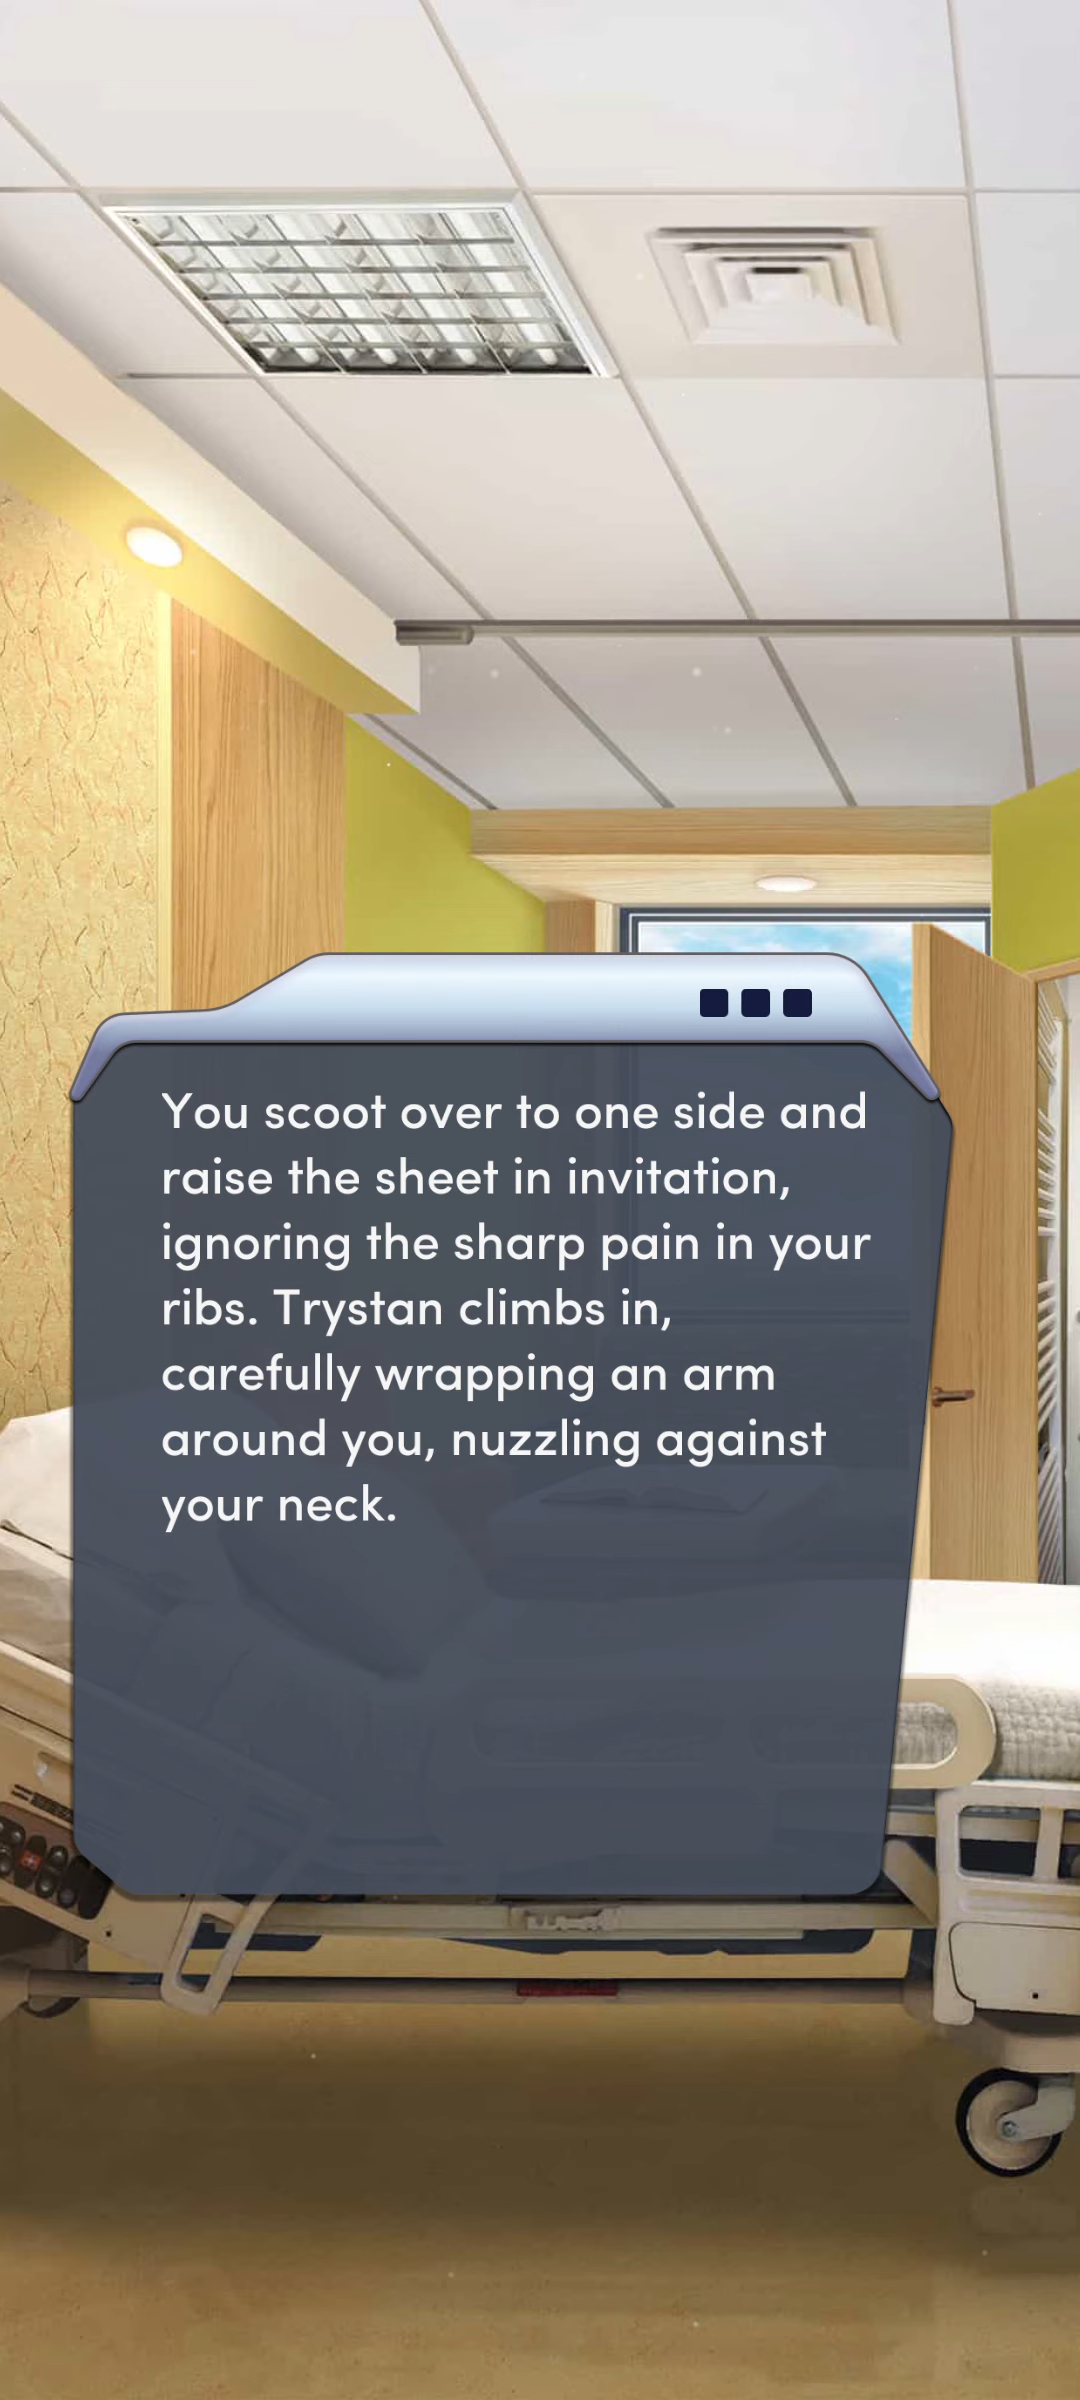 You scoot over to one side and
raise the sheet in invitation,
ignoring the sharp pain in your
ribs. Trystan climbs in,
carefully wrapping an arm
around you, nuzzling against
your neck.